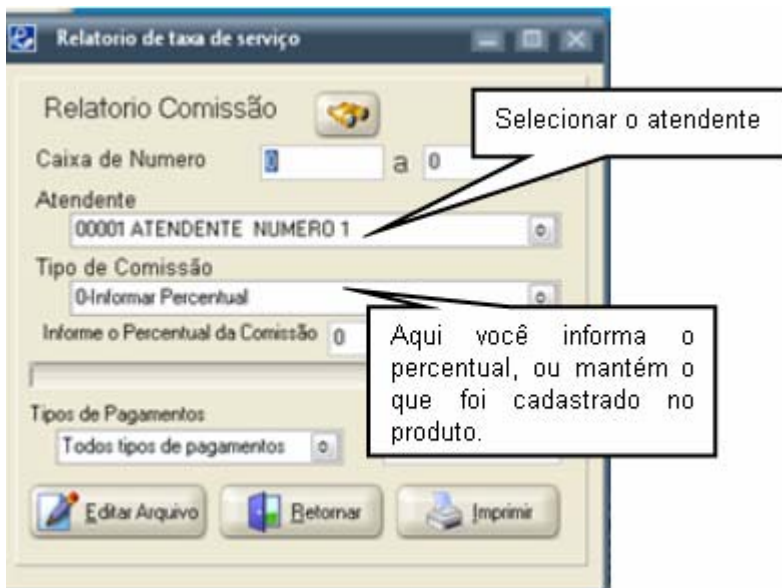 Relatorio de taxa de serviço
Relatorio Comissão
Selecionar o atendente
Caixa de Numero 0 a 0
Atendente
00001 ATENDENTE NUMERO 1
Tipo de Comissão
0-Informar Percentual
Informe o Percentual da Comissão 0
Aqui você informa o
percentual, ou mantém o
que foi cadastrado no
produto.
Tipos de Pagamentos
Todos tipos de pagamentos
Editar Arquivo Retornar Imprimir